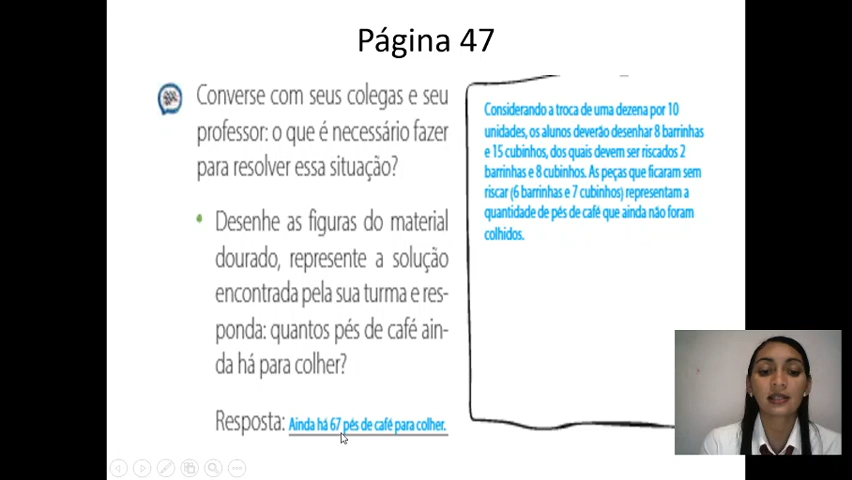 Página 47
Converse com seus colegas e seu
professor: o que é necessário fazer
para resolver essa situação?
Desenhe as figuras do material
dourado, represente a solução
encontrada pela sua turma e res-
ponda: quantos pés de café ain-
da há para colher?
Resposta: Ainda há 67 pés de café para colher.
Considerando a troca de uma dezena por 10
unidades, os alunos deverão desenhar 8 barrinhas
e 15 cubinhos, dos quais devem ser riscados 2
barrinhas e 8 cubinhos. As peças que ficaram sem
riscar (6 barrinhas e 7 cubinhos) representam a
quantidade de pés de café que ainda não foram
colhidos.